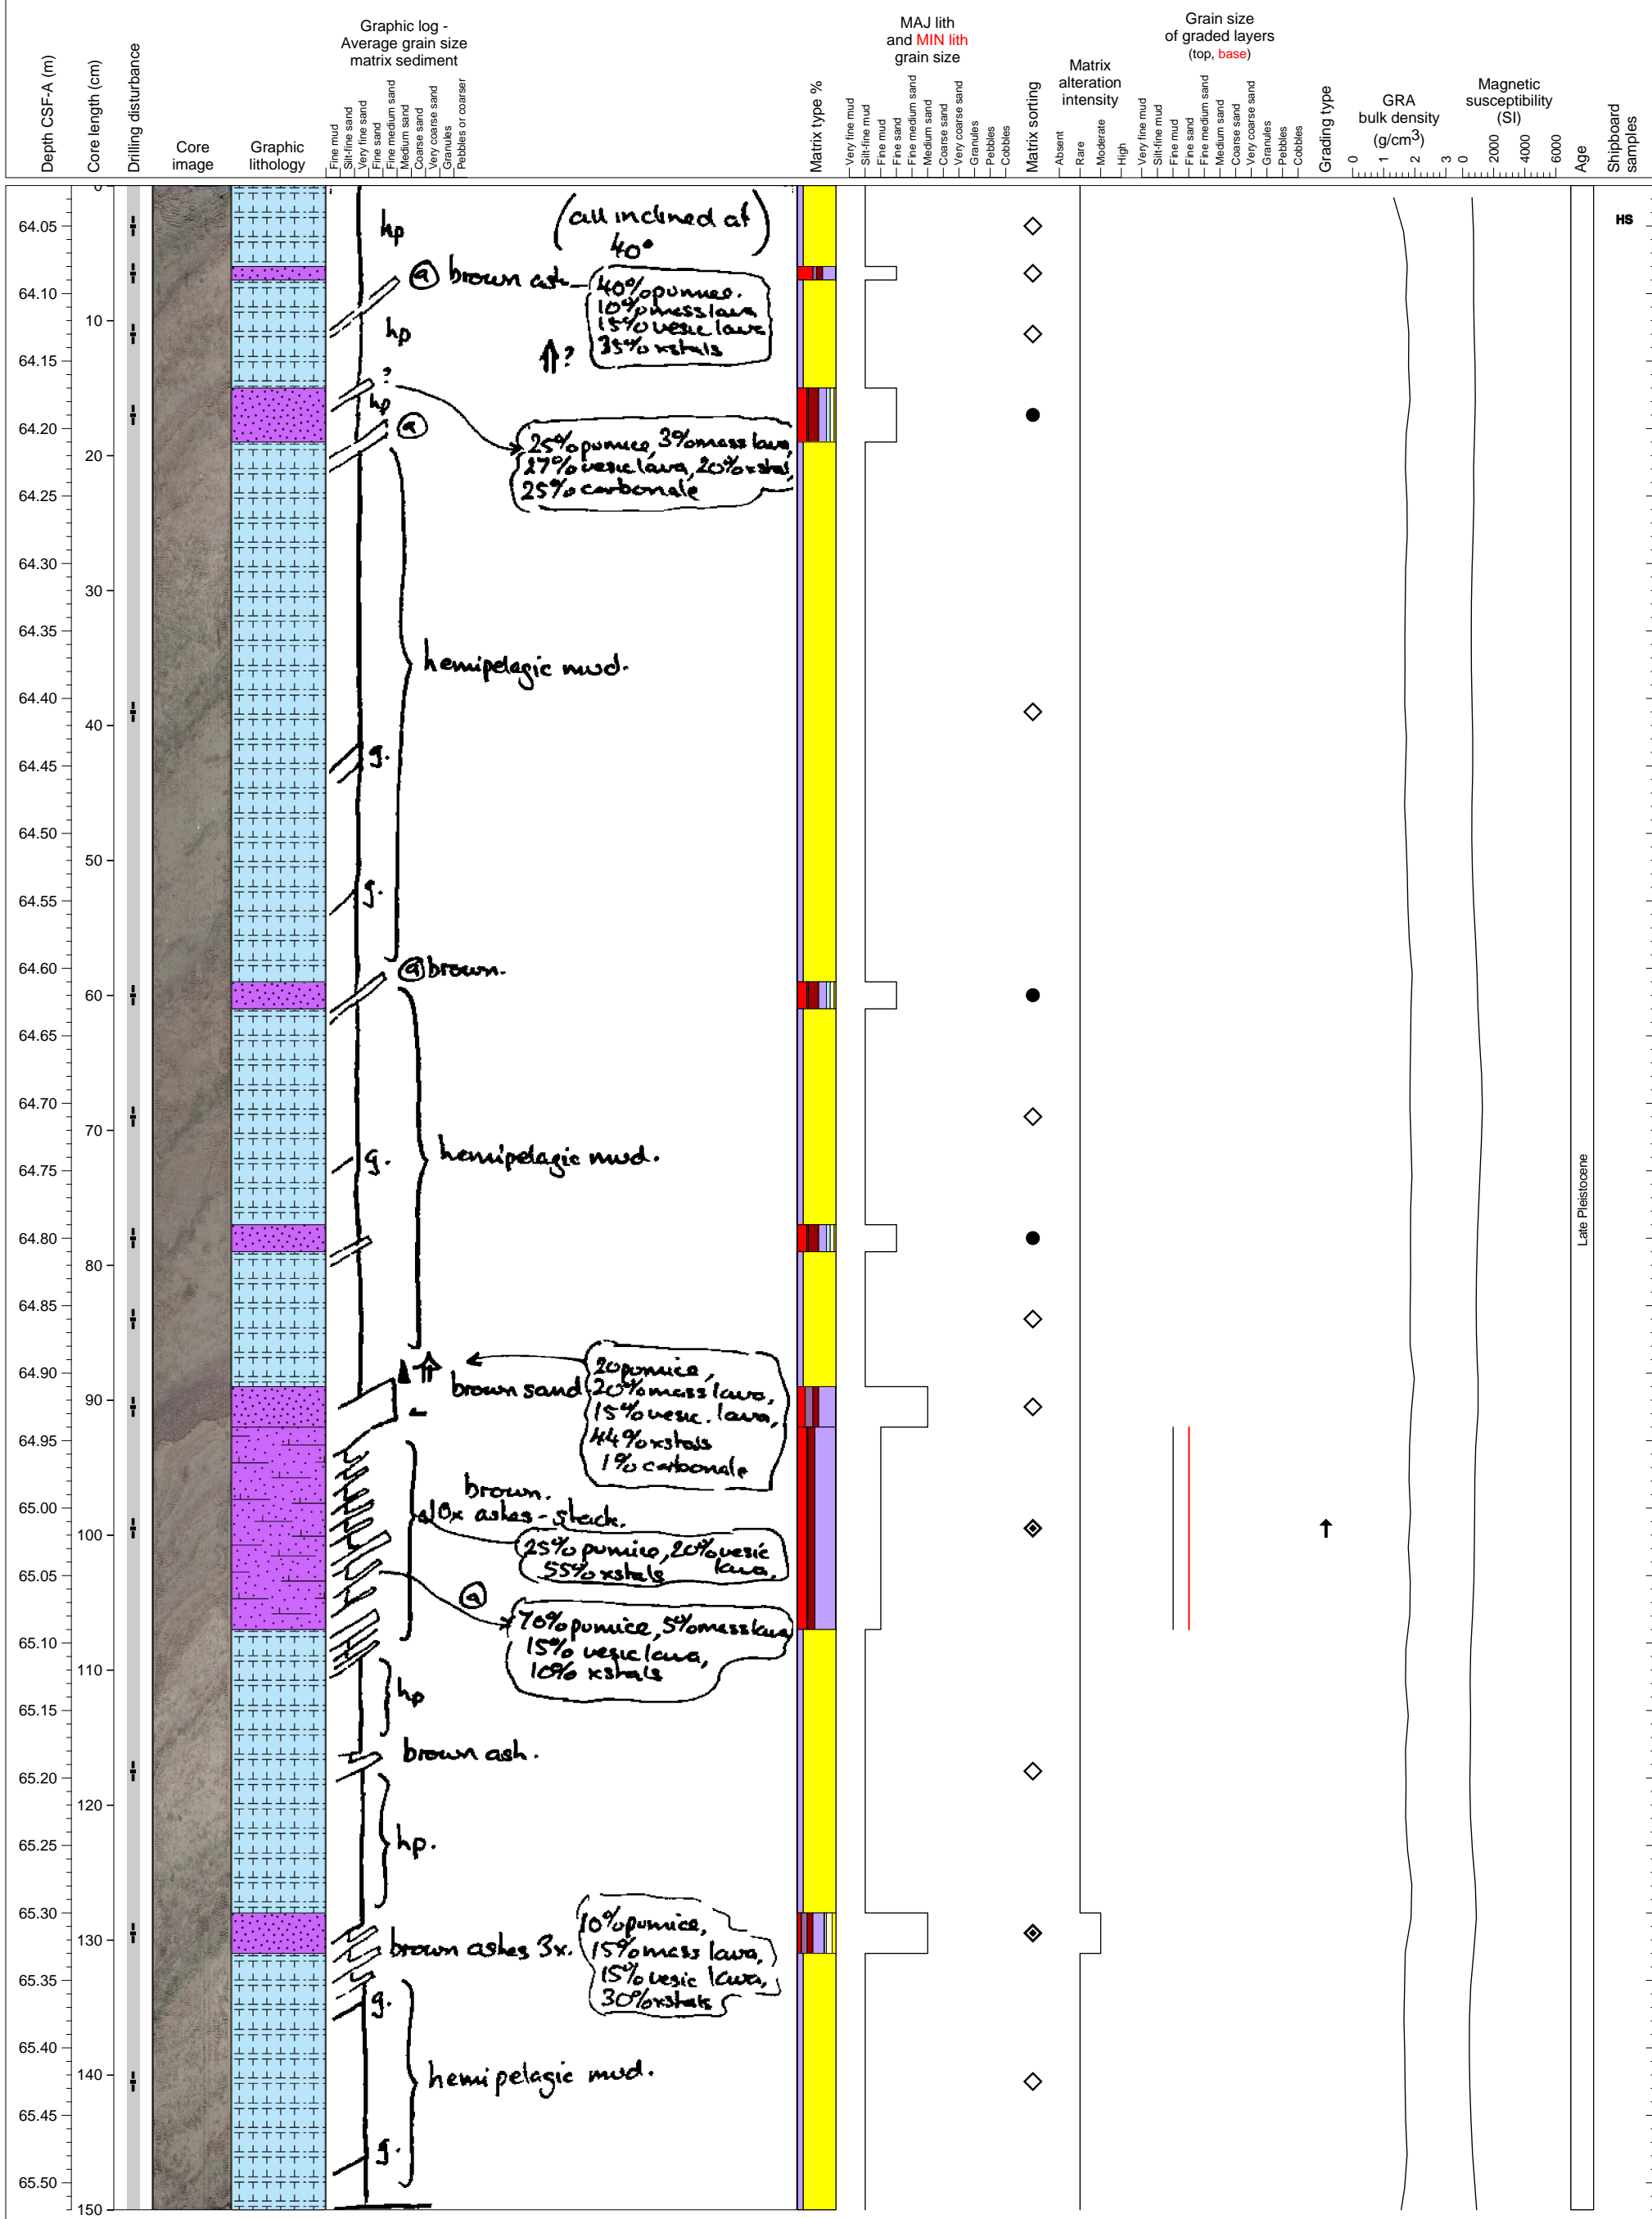 Depth CSF-A (m)
Core length (cm)
Drilling disturbance
Core
image
Graphic
lithology
Graphic log -
Average grain size
matrix sediment
Fine mud
Silt-fine sand
Very fine sand
Fine sand
Fine medium sand
Medium sand
Coarse sand
Very coarse sand
Granules
Pebbles or coarser
Matrix type %
MAJ lith
and MIN lith
grain size
Very fine mud
Silt-fine mud
Fine mud
Fine sand
Fine medium sand
Medium sand
Coarse sand
Very coarse sand
Granules
Pebbles
Cobbles
Matrix sorting
Matrix
alteration
intensity
Absent
Rare
Moderate
High
Grain size
of graded layers
(top, base)
Very fine mud
Silt-fine mud
Fine mud
Fine sand
Fine medium sand
Medium sand
Coarse sand
Very coarse sand
Granules
Pebbles
Cobbles
Grading type
GRA
bulk density
(g/cm3)
0 1 2 3
Magnetic
susceptibility
(SI)
0 2000 4000 6000
Age
Shipboard
samples
0
64.05
64.10
10
64.15
64.20
20
64.25
64.30
30
64.35
64.40
40
64.45
64.50
50
64.55
64.60
60
64.65
64.70
70
64.75
64.80
80
64.85
64.90
90
64.95
65.00
100
65.05
65.10
110
65.15
65.20
120
65.25
65.30
130
65.35
65.40
140
65.45
65.50
150
hp
(all inclined at
40°)
HS
a brown ash
40% pumice.
10% mass lava
15% vesic lava
35% xstals
hp
?
?
hp
a
25% pumice, 3% mass lava,
27% vesic lava, 20% xstal,
25% carbonate
hemipelagic mud.
g.
g.
a brown.
hemipelagic mud.
g.
Late Pleistocene
brown sand
20 pumice,
20% mass lava,
15% vesic. lava,
44% xstals
1% carbonate
brown.
10x ashes - stack.
25% pumice, 20% vesic
55% xstals lava,
a
70% pumice, 5% mass lava
15% vesic lava,
10% xstals
hp
brown ash.
hp.
brown ashes 3x.
10% pumice,
15% mass lava,
15% vesic lava,
30% xstals
g.
hemipelagic mud.
g.